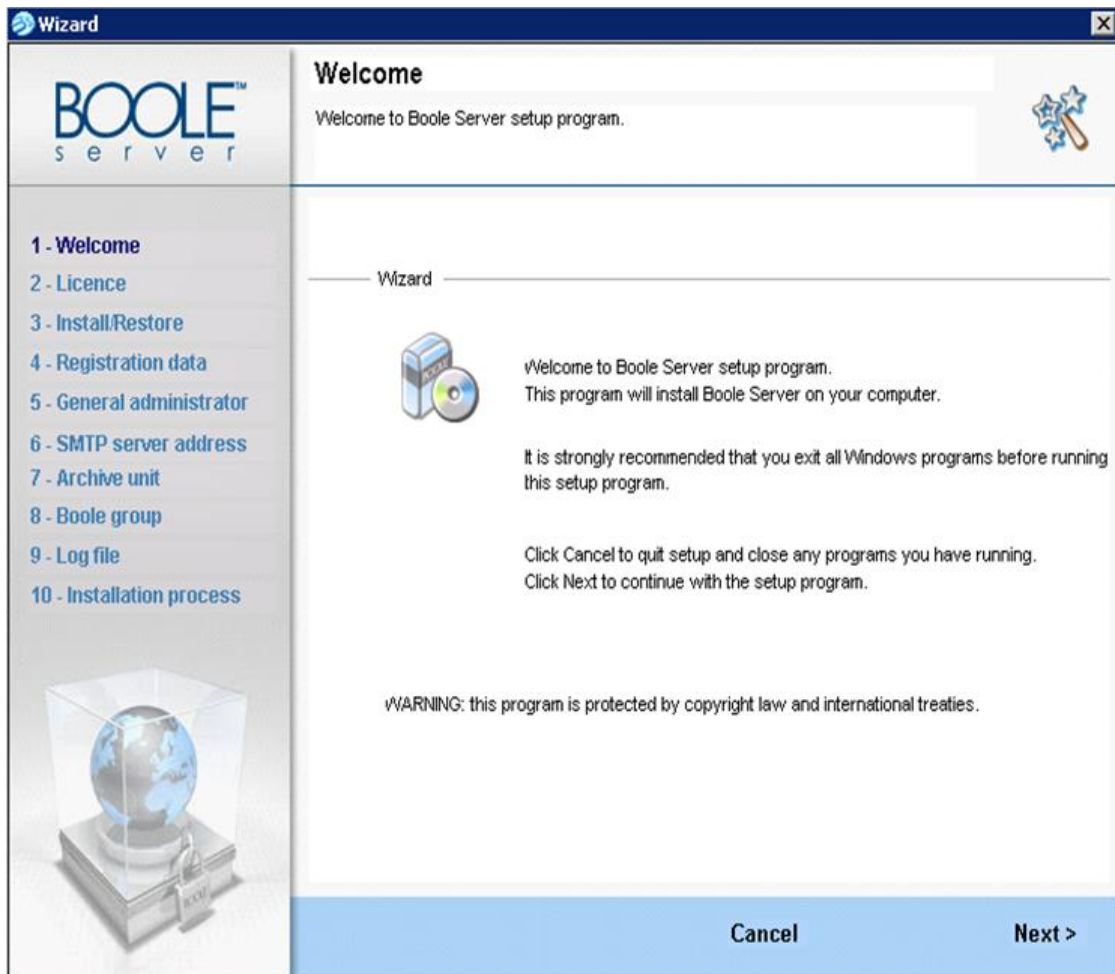 Wizard
BOOLE™
server
Welcome
Welcome to Boole Server setup program.
1 - Welcome
2 - Licence
3 - Install/Restore
4 - Registration data
5 - General administrator
6 - SMTP server address
7 - Archive unit
8 - Boole group
9 - Log file
10 - Installation process
Wizard
BOOLE
Welcome to Boole Server setup program.
This program will install Boole Server on your computer.
It is strongly recommended that you exit all Windows programs before running
this setup program.
Click Cancel to quit setup and close any programs you have running.
Click Next to continue with the setup program.
WARNING: this program is protected by copyright law and international treaties.
BOOLE
Cancel
Next >